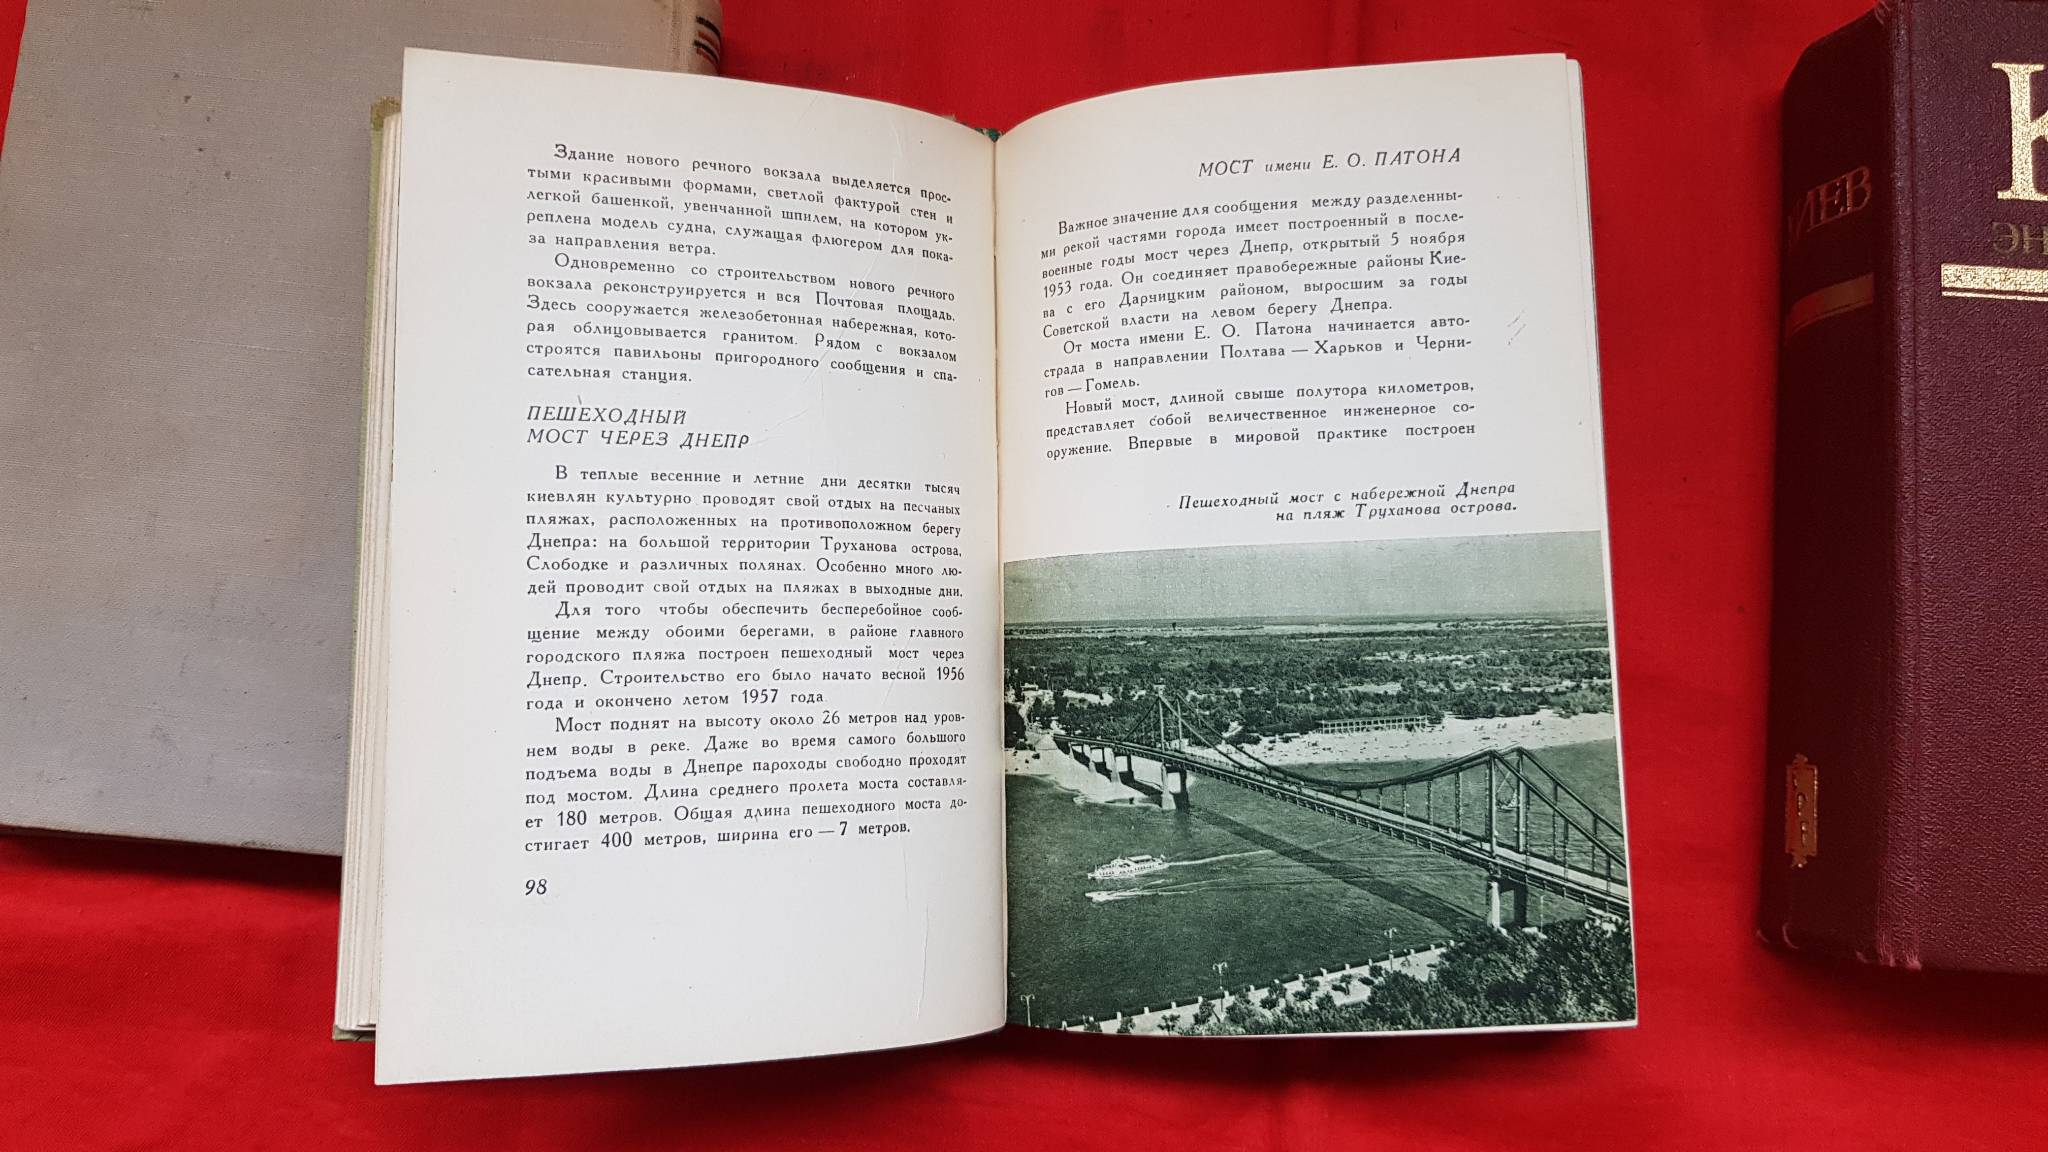 Здание нового речного вокзала выделяется прос-
тыми красивыми формами, светлой фактурой стен и
легкой башенкой, увенчанной шпилем, на котором ук-
реплена модель судна, служащая флюгером для пока-
за направления ветра.
Одновременно со строительством нового речного
вокзала реконструируется и вся Почтовая площадь.
Здесь сооружается железобетонная набережная, кото-
рая облицовывается гранитом. Рядом с вокзалом
строятся павильоны пригородного сообщения и спа-
сательная станция.
ПЕШЕХОДНЫЙ
МОСТ ЧЕРЕЗ ДНЕПР
В теплые весенние и летние дни десятки тысяч
киевлян культурно проводят свой отдых на песчаных
пляжах, расположенных на противоположном берегу
Днепра: на большой территории Труханова острова,
Слободке и различных полянах. Особенно много лю-
дей проводит свой отдых на пляжах в выходные дни.
Для того чтобы обеспечить бесперебойное сооб-
щение между обоими берегами, в районе главного
городского пляжа построен пешеходный мост через
Днепр. Строительство его было начато весной 1956
года и окончено летом 1957 года.
Мост поднят на высоту около 26 метров над уров-
нем воды в реке. Даже во время самого большого
подъема воды в Днепре пароходы свободно проходят
под мостом. Длина среднего пролета моста составля-
ет 180 метров. Общая длина пешеходного моста до-
стигает 400 метров, ширина его — 7 метров.
98
МОСТ имени Е. О. ПАТОНА
Важное значение для сообщения между разделенны-
ми рекой частями города имеет построенный в после-
военные годы мост через Днепр, открытый 5 ноября
1953 года. Он соединяет правобережные районы Кие-
ва с его Дарницким районом, выросшим за годы
Советской власти на левом берегу Днепра.
От моста имени Е. О. Патона начинается авто-
страда в направлении Полтава — Харьков и Черни-
гов — Гомель.
Новый мост, длиной свыше полутора километров,
представляет собой величественное инженерное со-
оружение. Впервые в мировой практике построен
Пешеходный мост с набережной Днепра
на пляж Труханова острова.
КИЕВ
К
ЭН